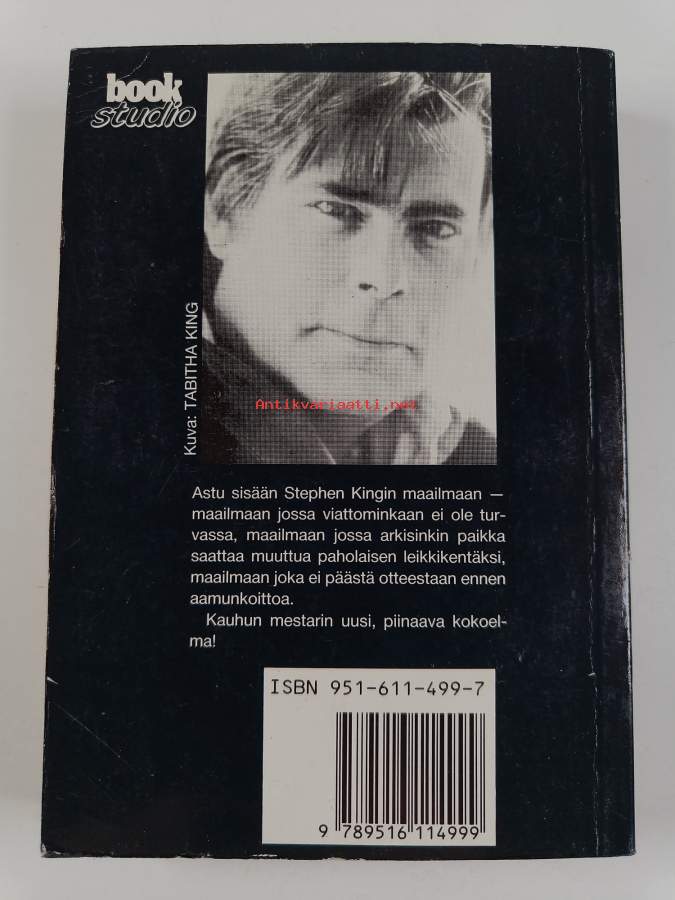 book
studio
Kuva: TABITHA KING
Antikvariaatti.net
Astu sisään Stephen Kingin maailmaan —
maailmaan jossa viattominkaan ei ole tur-
vassa, maailmaan jossa arkisinkin paikka
saattaa muuttua paholaisen leikkikentäksi,
maailmaan joka ei päästä otteestaan ennen
aamunkoittoa.
Kauhun mestarin uusi, piinaava kokoel-
ma!
ISBN 951-611-499-7
9 789516 114999